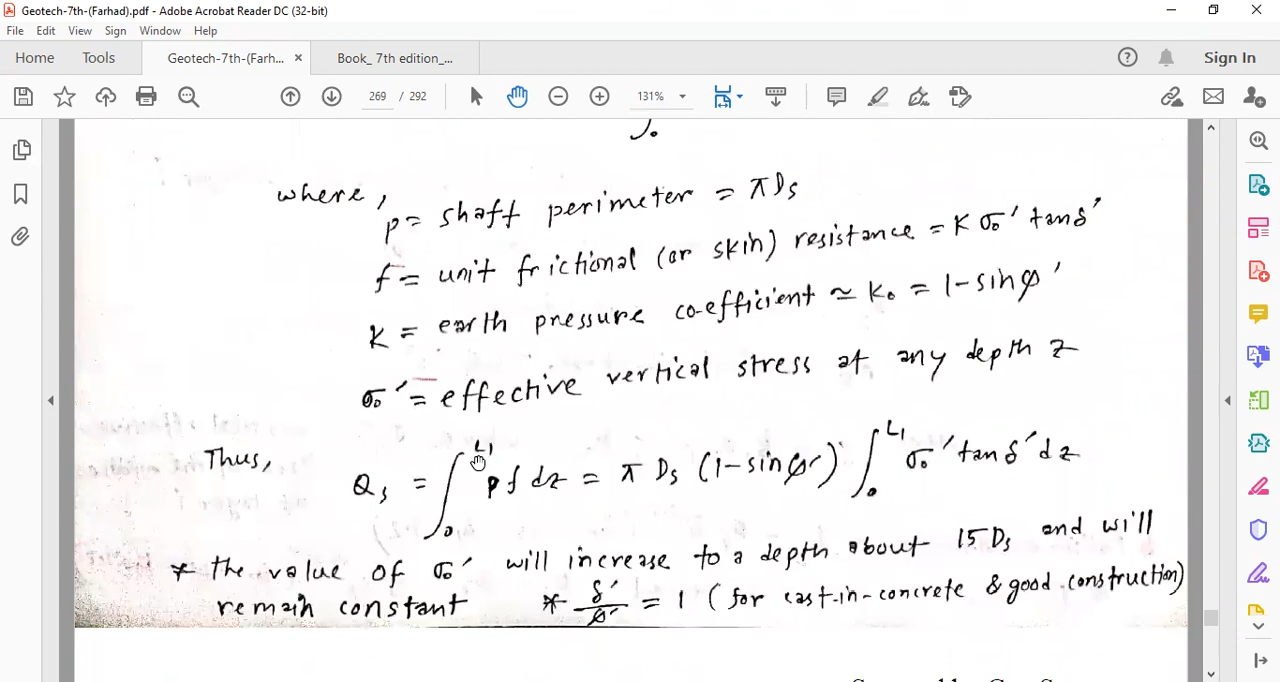 Geotech-7th-(Farhad).pdf - Adobe Acrobat Reader DC (32-bit)
File Edit View Sign Window Help
Home Tools Geotech-7th-(Farh... × Book_ 7th edition_... Sign In
269 / 292 131%
where,
p = shaft perimeter = πDs
f = unit frictional (or skin) resistance = K σo' tanδ'
K = earth pressure co-efficient ≃ Ko = 1-sinφ'
σo' = effective vertical stress at any depth z
Thus, Qs = ∫₀^L1 p f dz = π Ds (1-sinφ') ∫₀^L1 σo' tanδ' dz
* the value of σo' will increase to a depth about 15Ds and will
remain constant * δ'/φ' = 1 (for cast-in-concrete & good construction)